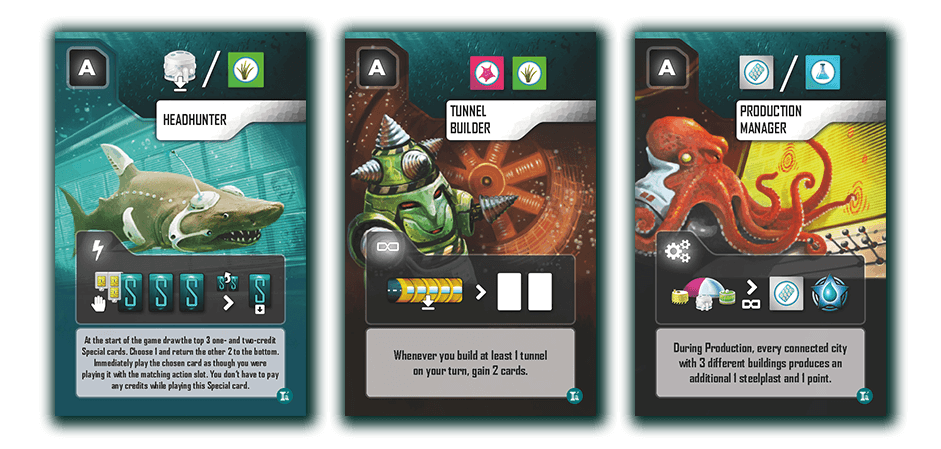 A
HEADHUNTER
S S S S S S
At the start of the game draw the top 3 one- and two-credit
Special cards. Choose 1 and return the other 2 to the bottom.
Immediately play the chosen card as though you were
playing it with the matching action slot. You don't have to pay
any credits while playing this Special card.
A
TUNNEL
BUILDER
Whenever you build at least 1 tunnel
on your turn, gain 2 cards.
A
PRODUCTION
MANAGER
During Production, every connected city
with 3 different buildings produces an
additional 1 steelplast and 1 point.